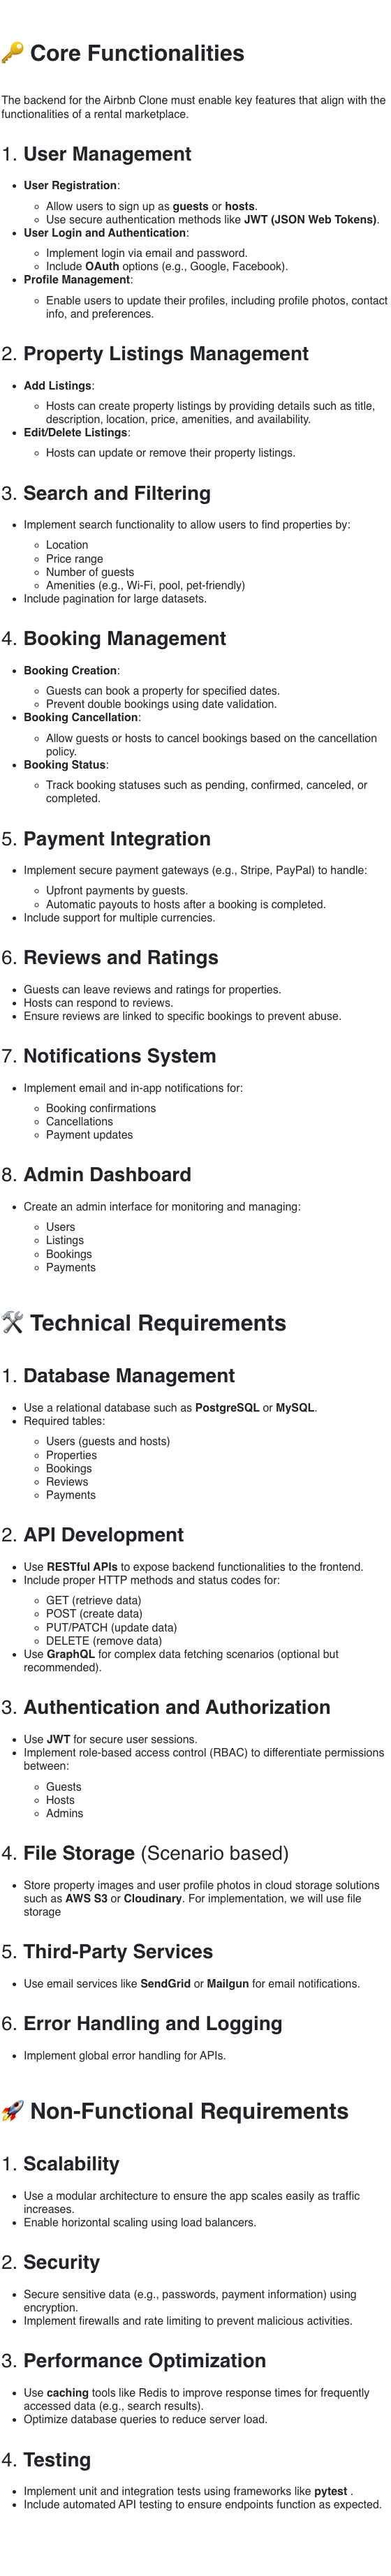 🔑 Core Functionalities
The backend for the Airbnb Clone must enable key features that align with the
functionalities of a rental marketplace.
1. User Management
• User Registration:
◦ Allow users to sign up as guests or hosts.
◦ Use secure authentication methods like JWT (JSON Web Tokens).
• User Login and Authentication:
◦ Implement login via email and password.
◦ Include OAuth options (e.g., Google, Facebook).
• Profile Management:
◦ Enable users to update their profiles, including profile photos, contact
info, and preferences.
2. Property Listings Management
• Add Listings:
◦ Hosts can create property listings by providing details such as title,
description, location, price, amenities, and availability.
• Edit/Delete Listings:
◦ Hosts can update or remove their property listings.
3. Search and Filtering
• Implement search functionality to allow users to find properties by:
◦ Location
◦ Price range
◦ Number of guests
◦ Amenities (e.g., Wi-Fi, pool, pet-friendly)
• Include pagination for large datasets.
4. Booking Management
• Booking Creation:
◦ Guests can book a property for specified dates.
◦ Prevent double bookings using date validation.
• Booking Cancellation:
◦ Allow guests or hosts to cancel bookings based on the cancellation
policy.
• Booking Status:
◦ Track booking statuses such as pending, confirmed, canceled, or
completed.
5. Payment Integration
• Implement secure payment gateways (e.g., Stripe, PayPal) to handle:
◦ Upfront payments by guests.
◦ Automatic payouts to hosts after a booking is completed.
• Include support for multiple currencies.
6. Reviews and Ratings
• Guests can leave reviews and ratings for properties.
• Hosts can respond to reviews.
• Ensure reviews are linked to specific bookings to prevent abuse.
7. Notifications System
• Implement email and in-app notifications for:
◦ Booking confirmations
◦ Cancellations
◦ Payment updates
8. Admin Dashboard
• Create an admin interface for monitoring and managing:
◦ Users
◦ Listings
◦ Bookings
◦ Payments
🛠️ Technical Requirements
1. Database Management
• Use a relational database such as PostgreSQL or MySQL.
• Required tables:
◦ Users (guests and hosts)
◦ Properties
◦ Bookings
◦ Reviews
◦ Payments
2. API Development
• Use RESTful APIs to expose backend functionalities to the frontend.
• Include proper HTTP methods and status codes for:
◦ GET (retrieve data)
◦ POST (create data)
◦ PUT/PATCH (update data)
◦ DELETE (remove data)
• Use GraphQL for complex data fetching scenarios (optional but
recommended).
3. Authentication and Authorization
• Use JWT for secure user sessions.
• Implement role-based access control (RBAC) to differentiate permissions
between:
◦ Guests
◦ Hosts
◦ Admins
4. File Storage (Scenario based)
• Store property images and user profile photos in cloud storage solutions
such as AWS S3 or Cloudinary. For implementation, we will use file
storage
5. Third-Party Services
• Use email services like SendGrid or Mailgun for email notifications.
6. Error Handling and Logging
• Implement global error handling for APIs.
🚀 Non-Functional Requirements
1. Scalability
• Use a modular architecture to ensure the app scales easily as traffic
increases.
• Enable horizontal scaling using load balancers.
2. Security
• Secure sensitive data (e.g., passwords, payment information) using
encryption.
• Implement firewalls and rate limiting to prevent malicious activities.
3. Performance Optimization
• Use caching tools like Redis to improve response times for frequently
accessed data (e.g., search results).
• Optimize database queries to reduce server load.
4. Testing
• Implement unit and integration tests using frameworks like pytest .
• Include automated API testing to ensure endpoints function as expected.